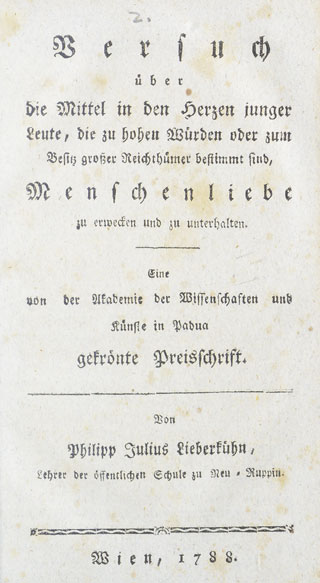 2.
Versuch
über
die Mittel in den Herzen junger
Leute, die zu hohen Würden oder zum
Besitz großer Reichthümer bestimmt sind,
Menschenliebe
zu erwecken und zu unterhalten.
Eine
von der Akademie der Wissenschaften und
Künste in Padua
gekrönte Preisschrift.
Von
Philipp Julius Lieberkühn,
Lehrer der öffentlichen Schule zu Neu-Ruppin.
Wien, 1788.